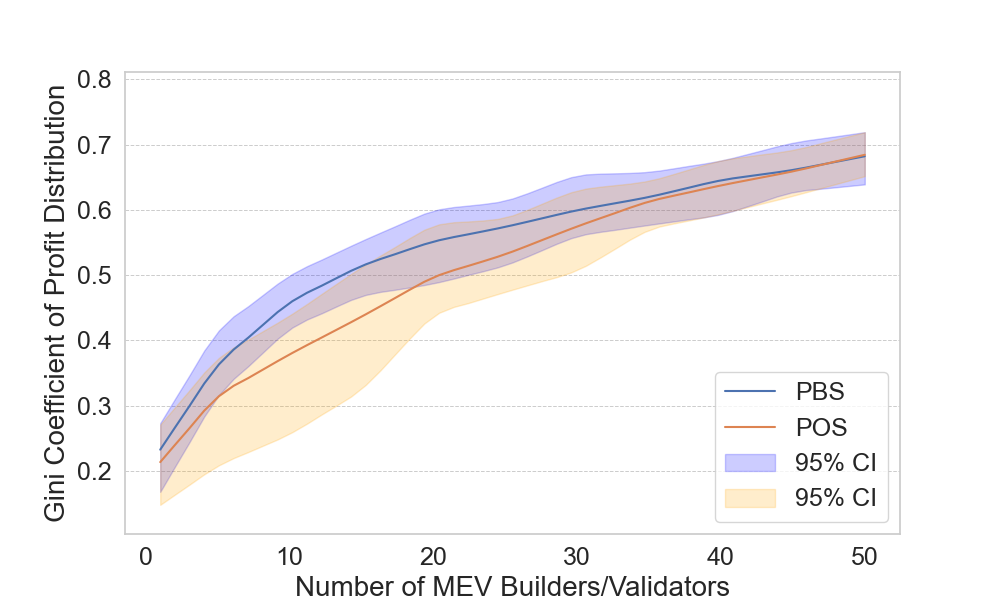 Gini Coefficient of Profit Distribution
0.8
0.7
0.6
0.5
0.4
0.3
0.2
PBS
POS
95% CI
95% CI
0 10 20 30 40 50
Number of MEV Builders/Validators